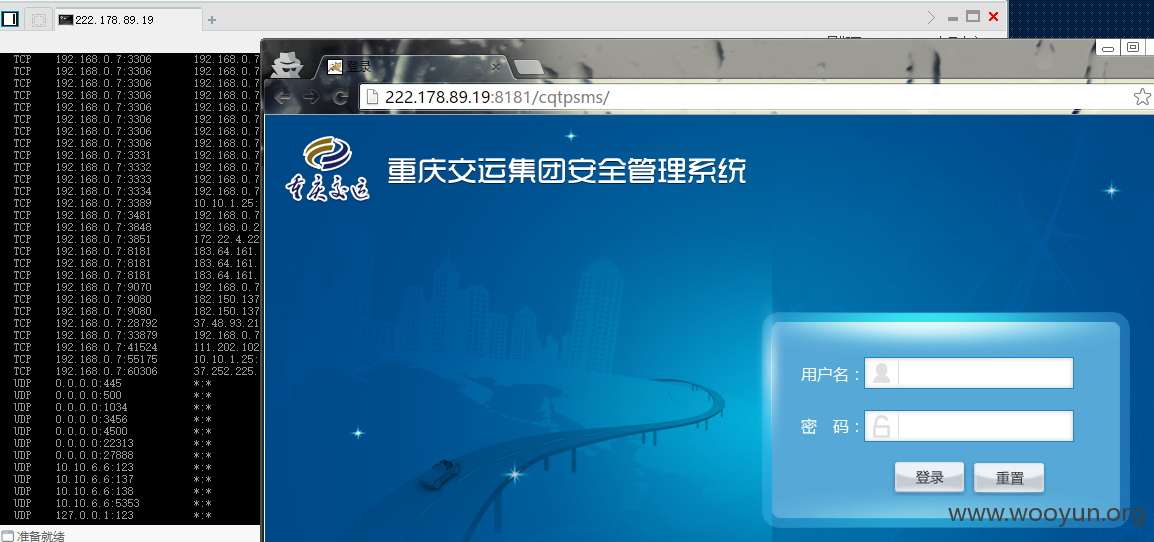 222.178.89.19
登录
222.178.89.19:8181/cqtpsms/
TCP 192.168.0.7:3306 192.168.0.7
TCP 192.168.0.7:3306 192.168.0.7
TCP 192.168.0.7:3306 192.168.0.7
TCP 192.168.0.7:3306 192.168.0.7
TCP 192.168.0.7:3306 192.168.0.7
TCP 192.168.0.7:3306 192.168.0.7
TCP 192.168.0.7:3306 192.168.0.7
TCP 192.168.0.7:3306 192.168.0.7
TCP 192.168.0.7:3331 192.168.0.7
TCP 192.168.0.7:3332 192.168.0.7
TCP 192.168.0.7:3333 192.168.0.7
TCP 192.168.0.7:3334 192.168.0.7
TCP 192.168.0.7:3389 10.10.1.25:
TCP 192.168.0.7:3481 192.168.0.7
TCP 192.168.0.7:3848 192.168.0.2
TCP 192.168.0.7:3851 172.22.4.22
TCP 192.168.0.7:8181 183.64.161.
TCP 192.168.0.7:8181 183.64.161.
TCP 192.168.0.7:8181 183.64.161.
TCP 192.168.0.7:9070 192.168.0.7
TCP 192.168.0.7:9080 182.150.137
TCP 192.168.0.7:9080 182.150.137
TCP 192.168.0.7:28792 37.48.93.21
TCP 192.168.0.7:33879 192.168.0.7
TCP 192.168.0.7:41524 111.202.102
TCP 192.168.0.7:55175 10.10.1.25:
TCP 192.168.0.7:60306 37.252.225.
UDP 0.0.0.0:445 *:*
UDP 0.0.0.0:500 *:*
UDP 0.0.0.0:1034 *:*
UDP 0.0.0.0:3456 *:*
UDP 0.0.0.0:4500 *:*
UDP 0.0.0.0:22313 *:*
UDP 0.0.0.0:27888 *:*
UDP 10.10.6.6:123 *:*
UDP 10.10.6.6:137 *:*
UDP 10.10.6.6:138 *:*
UDP 10.10.6.6:5353 *:*
UDP 127.0.0.1:123 *:*
准备就绪
重庆交运
重庆交运集团安全管理系统
用户名：
密 码：
登录 重置
www.wooyun.org